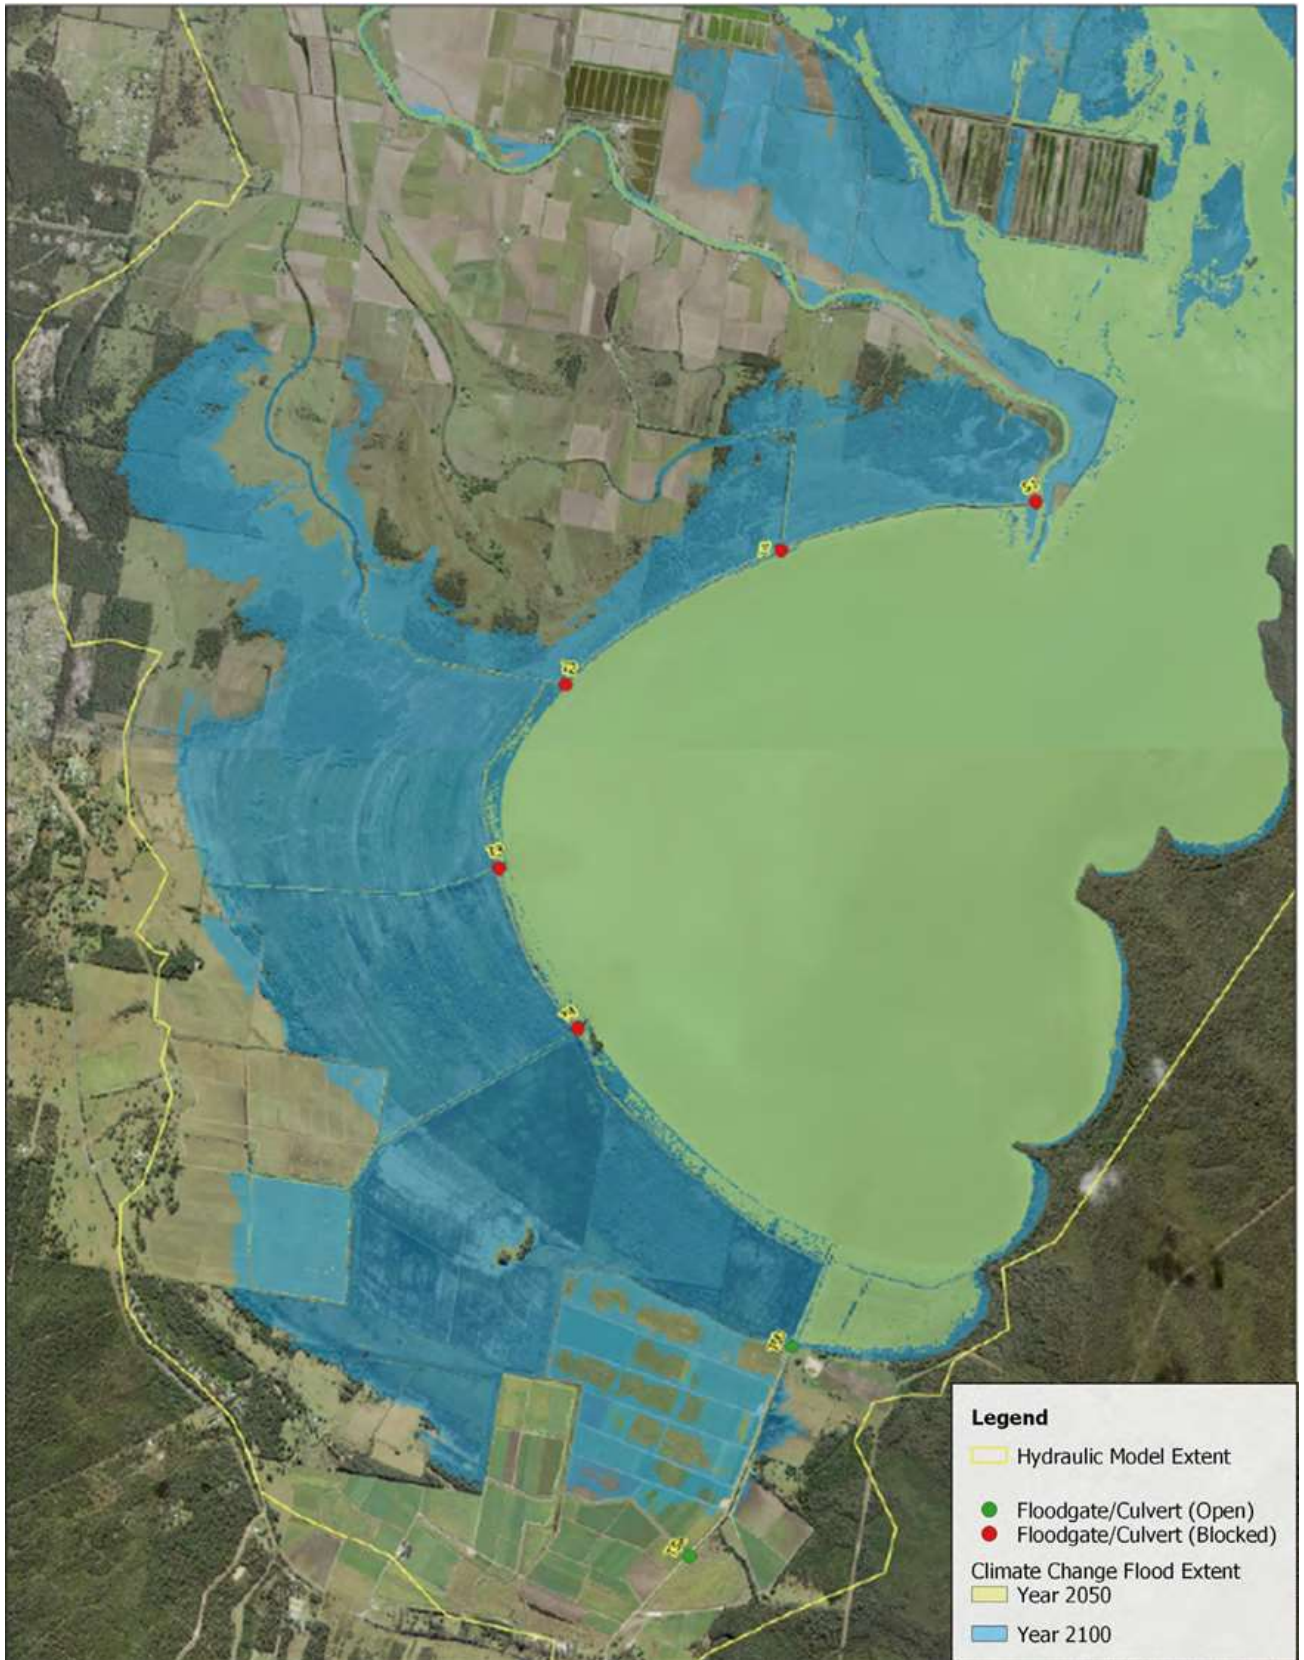 Legend
Hydraulic Model Extent
Floodgate/Culvert (Open)
Floodgate/Culvert (Blocked)
Climate Change Flood Extent
Year 2050
Year 2100